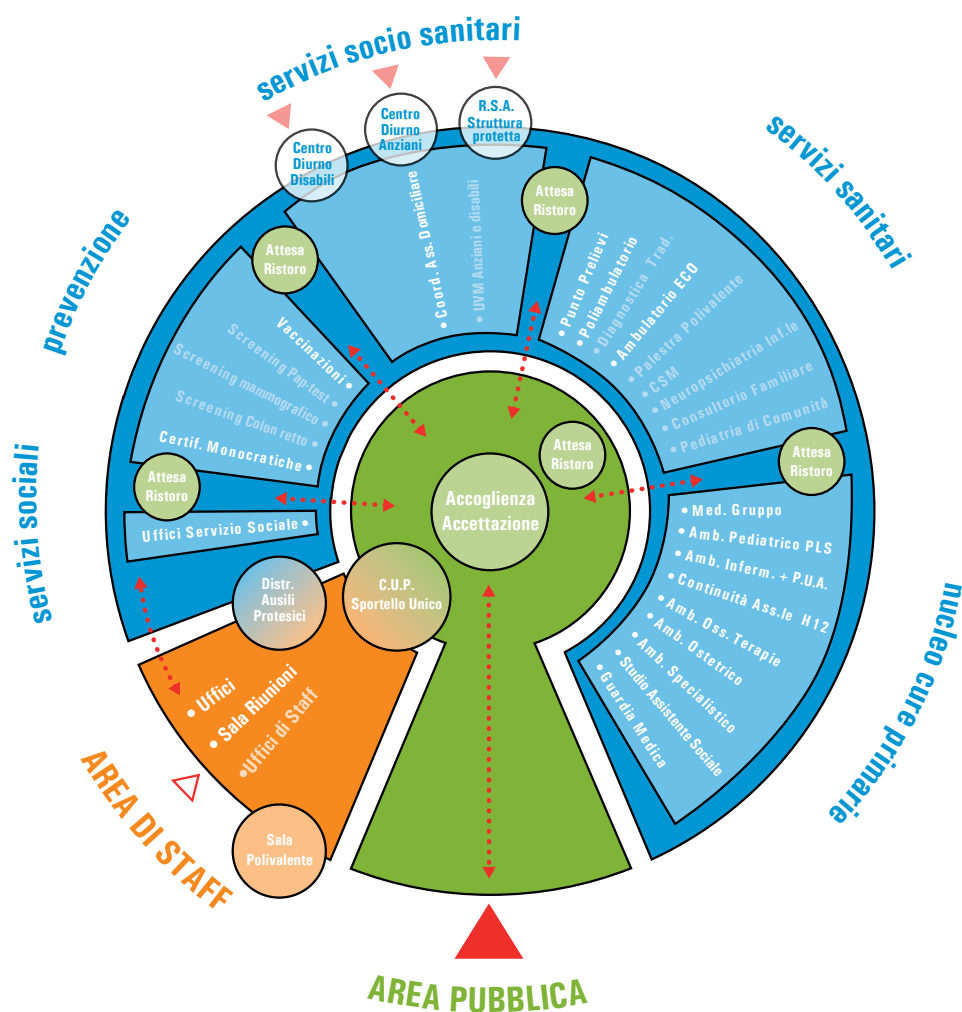 servizi socio sanitari
R.S.A.
Struttura
protetta
Centro
Diurno
Anziani
Centro
Diurno
Disabili
servizi sanitari
prevenzione
servizi sociali
nucleo cure primarie
Attesa
Ristoro
Attesa
Ristoro
• Coord. Ass. Domiciliare
• UVM Anziani e disabili
• Punto Prelievi
• Poliambulatorio
• Diagnostica Trad.
• Ambulatorio ECO
• Palestra Polivalente
• CSM
• Neuropsichiatria Inf.le
• Consultorio Familiare
• Pediatria di Comunità
Vaccinazioni •
Screening Pap-test •
Screening mammografico •
Screening Colon retto •
Certif. Monocratiche •
Attesa
Ristoro
Attesa
Ristoro
Attesa
Ristoro
Accoglienza
Accettazione
Uffici Servizio Sociale •
• Med. Gruppo
• Amb. Pediatrico PLS
• Amb. Inferm. + P.U.A.
• Continuità Ass.le H12
• Amb. Oss. Terapie
• Amb. Ostetrico
• Amb. Specialistico
• Studio Assistente Sociale
• Guardia Medica
Distr.
Ausili
Protesici
C.U.P.
Sportello Unico
• Uffici
• Sala Riunioni
• Uffici di Staff
Sala
Polivalente
AREA DI STAFF
AREA PUBBLICA